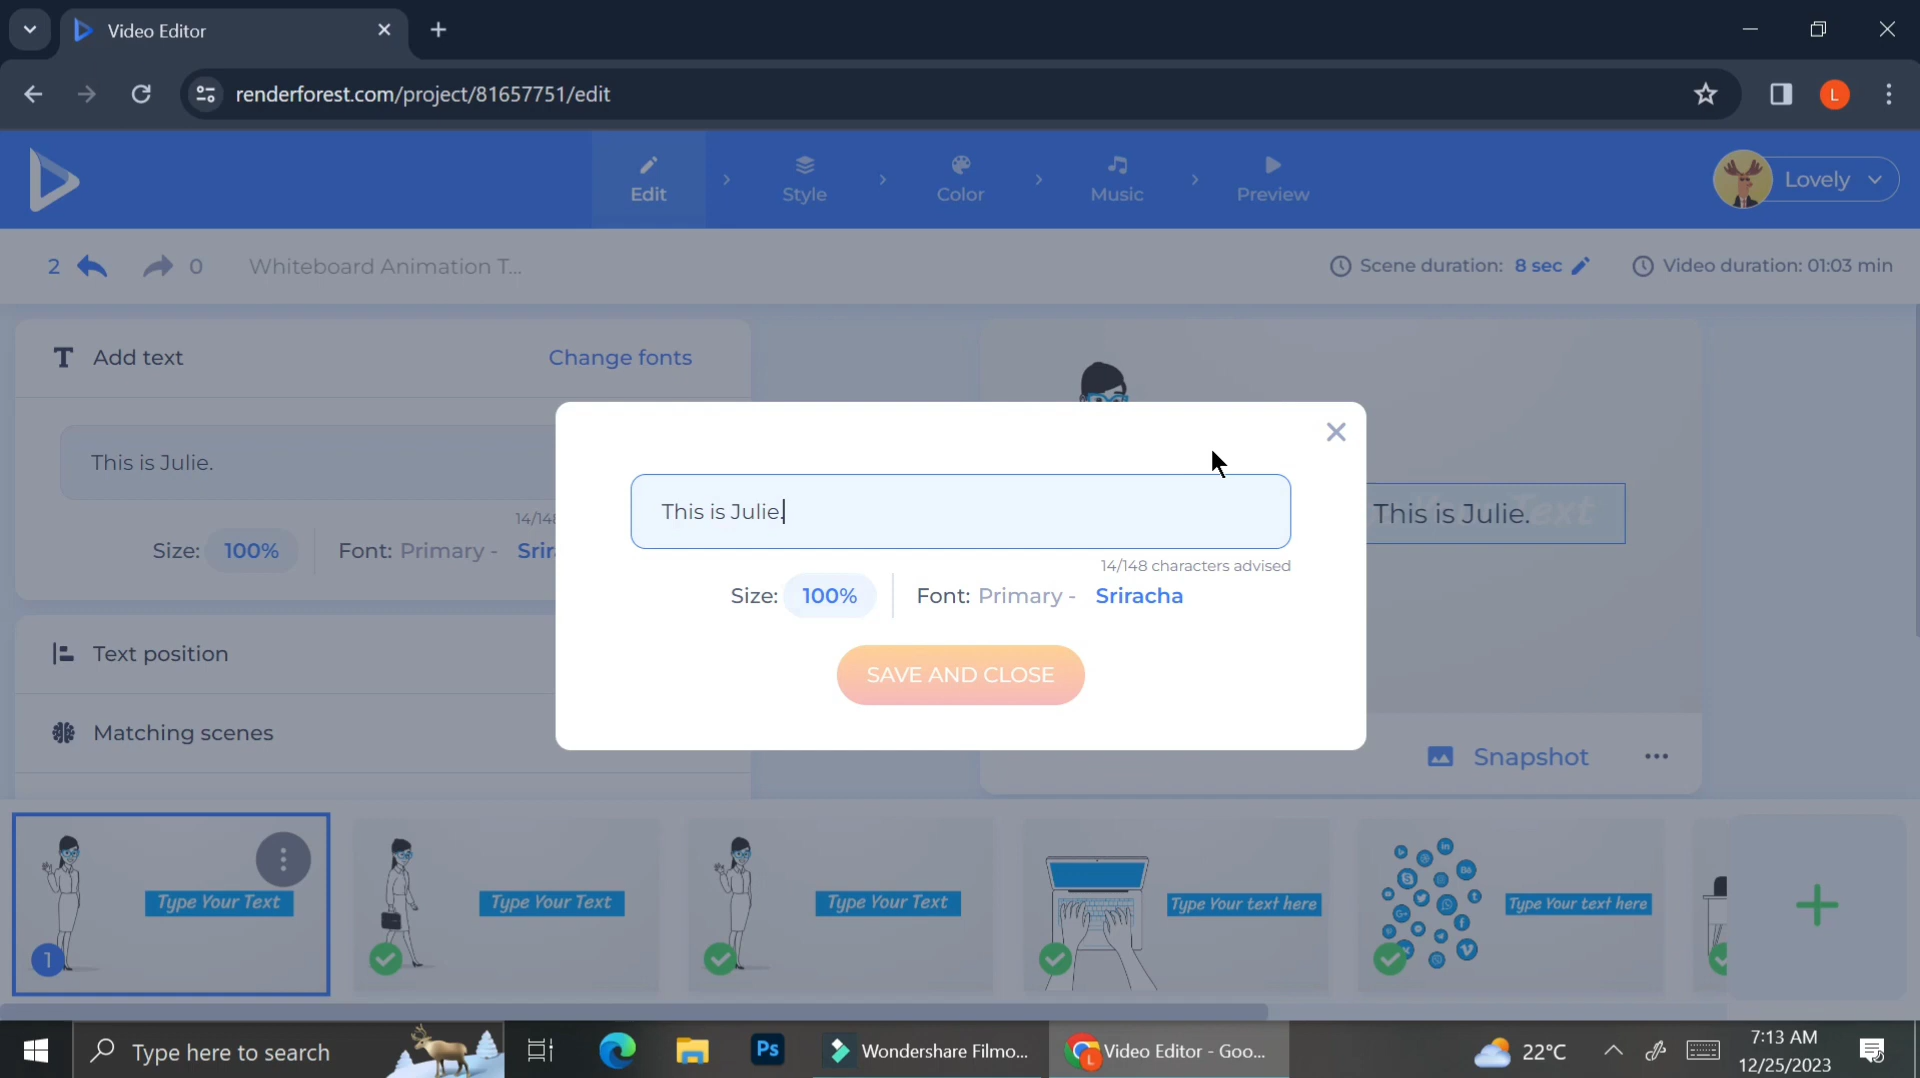 Video Editor
renderforest.com/project/81657751/edit
L
Edit
Style
Color
Music
Preview
Lovely
2
0
Whiteboard Animation T...
Scene duration: 8 sec
Video duration: 01:03 min
Add text
Change fonts
This is Julie.
Size: 100%
Font: Primary -
Text position
Matching scenes
This is Julie.
14/148 characters advised
Size: 100%
Font: Primary - Sriracha
SAVE AND CLOSE
This is Julie.
Snapshot
1
Type Your Text
Type Your Text
Type Your Text
Type Your text here
Type Your text here
Type here to search
Ps
Wondershare Filmo...
L
Video Editor - Goo...
22°C
7:13 AM
12/25/2023